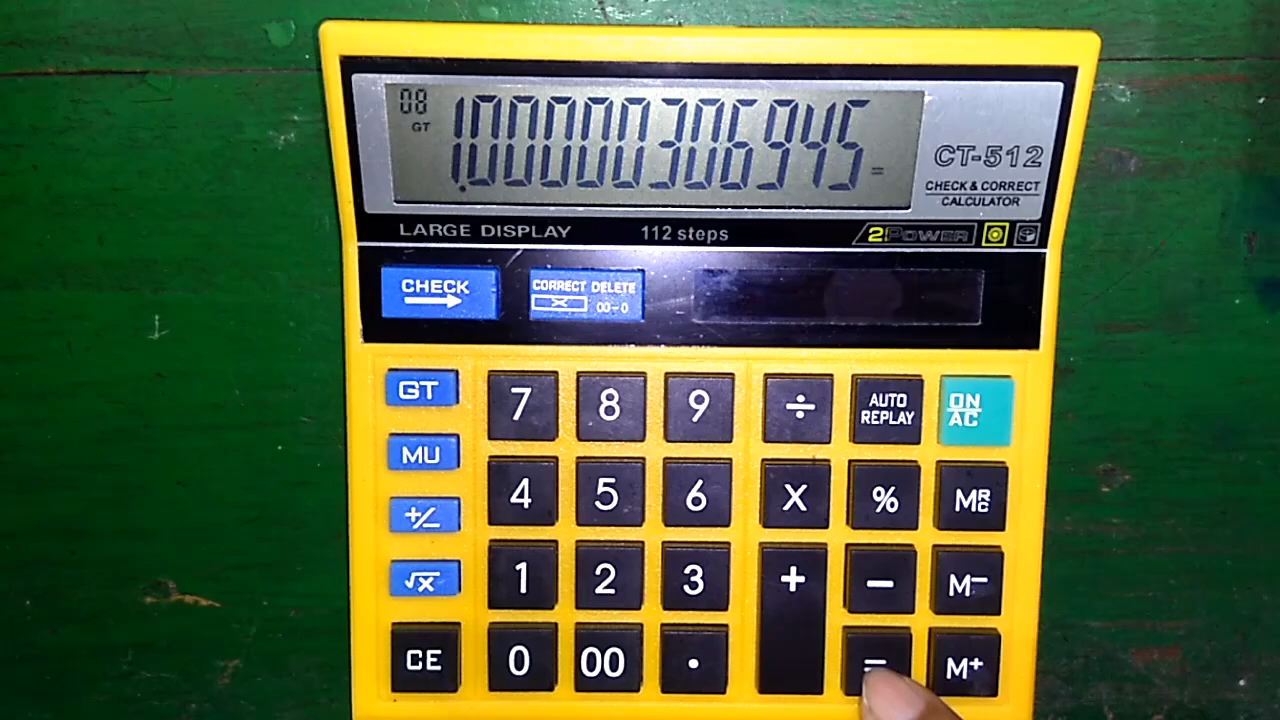 08
GT
1.00000306945
=
CT-512
CHECK & CORRECT
CALCULATOR
LARGE DISPLAY 112 steps 2POWER
CHECK CORRECT DELETE
00→0
GT 7 8 9 ÷ AUTO REPLAY ON/AC
MU 4 5 6 X % MRC
+/− 1 2 3 + − M−
√x
CE 0 00 . = M+